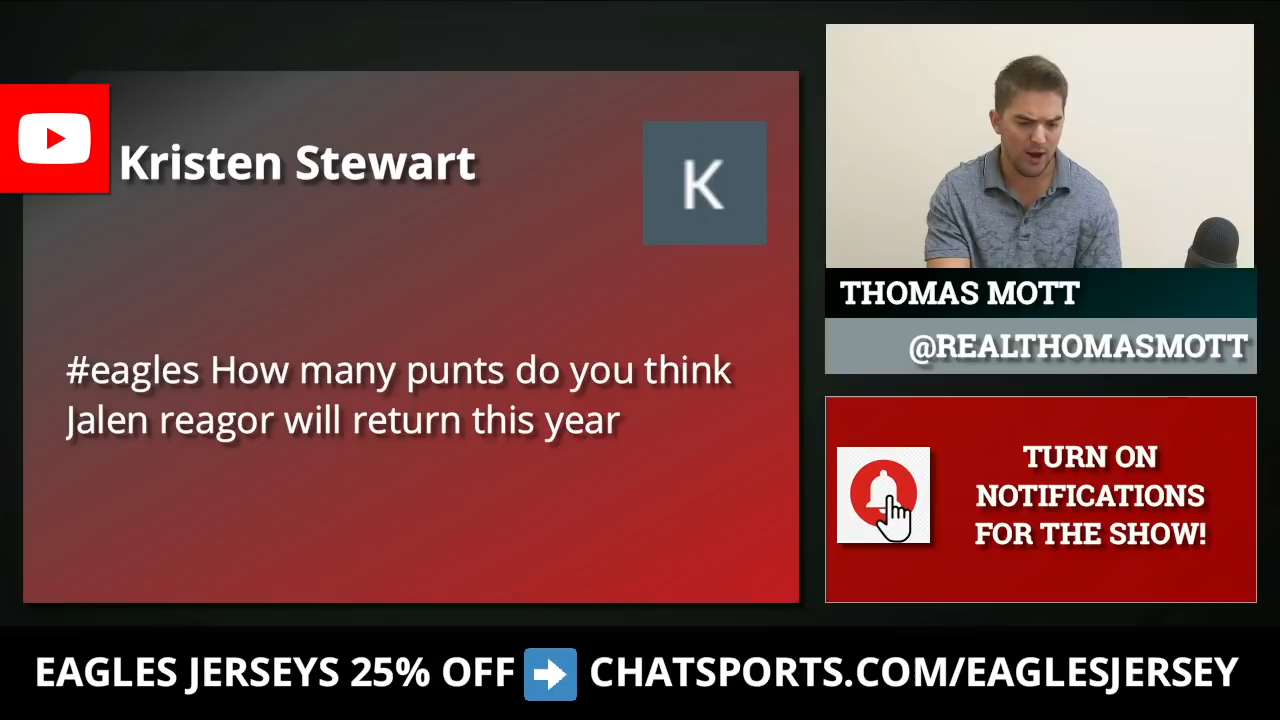 Kristen Stewart
K
#eagles How many punts do you think
Jalen reagor will return this year
THOMAS MOTT
@REALTHOMASMOTT
TURN ON
NOTIFICATIONS
FOR THE SHOW!
EAGLES JERSEYS 25% OFF CHATSPORTS.COM/EAGLESJERSEY